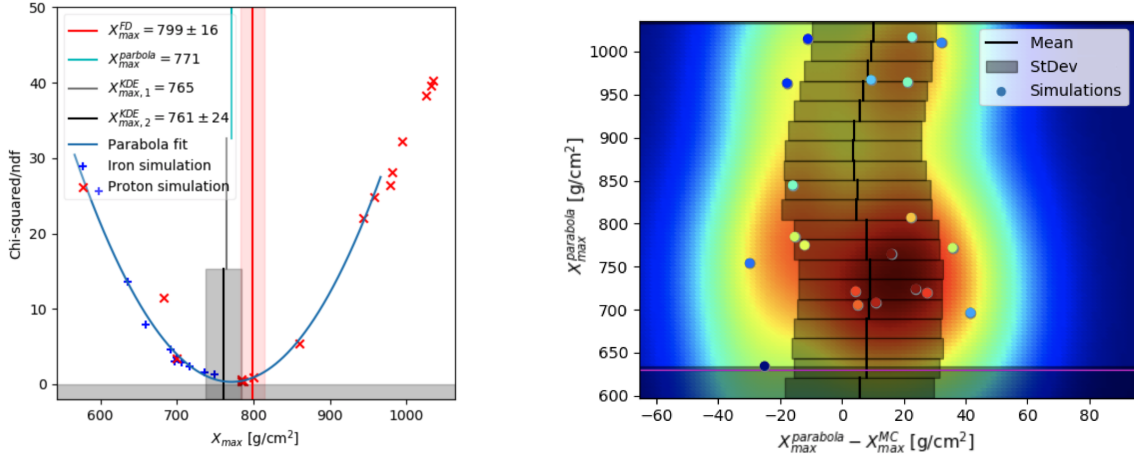 50
40
30
20
10
0
Chi-squared/ndf
X_max^FD = 799 ± 16
X_max^parbola = 771
X_max,1^KDE = 765
X_max,2^KDE = 761 ± 24
Parabola fit
Iron simulation
Proton simulation
600 700 800 900 1000
X_max [g/cm²]
1000
950
900
850
800
750
700
650
600
X_max^parabola [g/cm²]
Mean
StDev
Simulations
−60 −40 −20 0 20 40 60 80
X_max^parabola − X_max^MC [g/cm²]